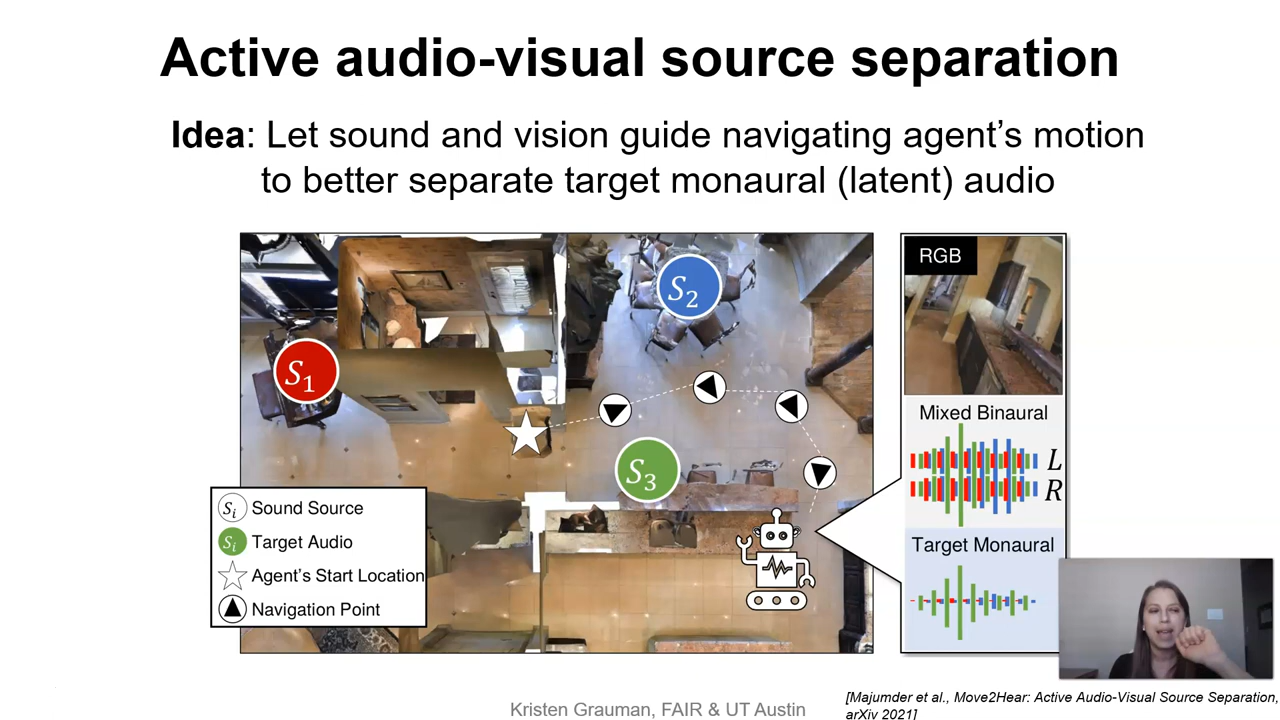 Active audio-visual source separation
Idea: Let sound and vision guide navigating agent's motion
to better separate target monaural (latent) audio
S1
S2
S3
RGB
Mixed Binaural
L
R
Target Monaural
Si Sound Source
Si Target Audio
Agent's Start Location
Navigation Point
Kristen Grauman, FAIR & UT Austin
[Majumder et al., Move2Hear: Active Audio-Visual Source Separation,
arXiv 2021]